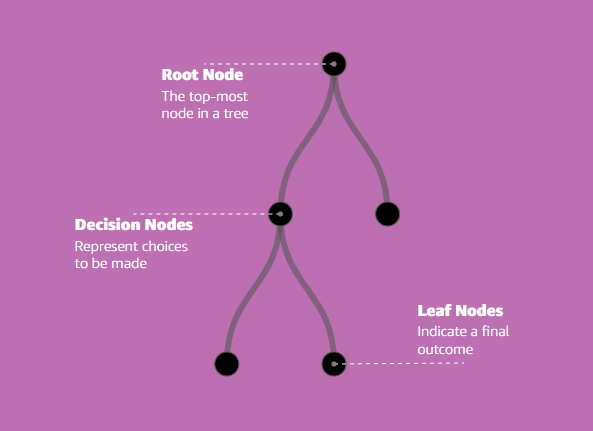 Root Node
The top-most
node in a tree
Decision Nodes
Represent choices
to be made
Leaf Nodes
Indicate a final
outcome